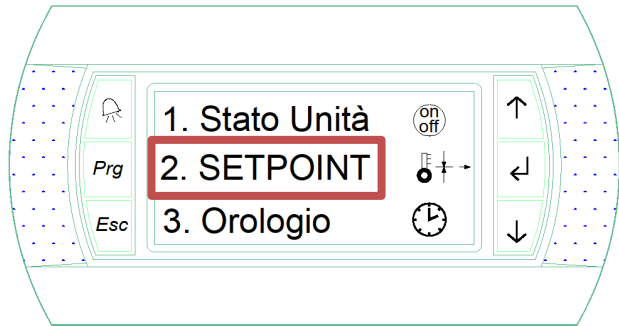 1. Stato Unità
on
off
Prg
2. SETPOINT
Esc
3. Orologio